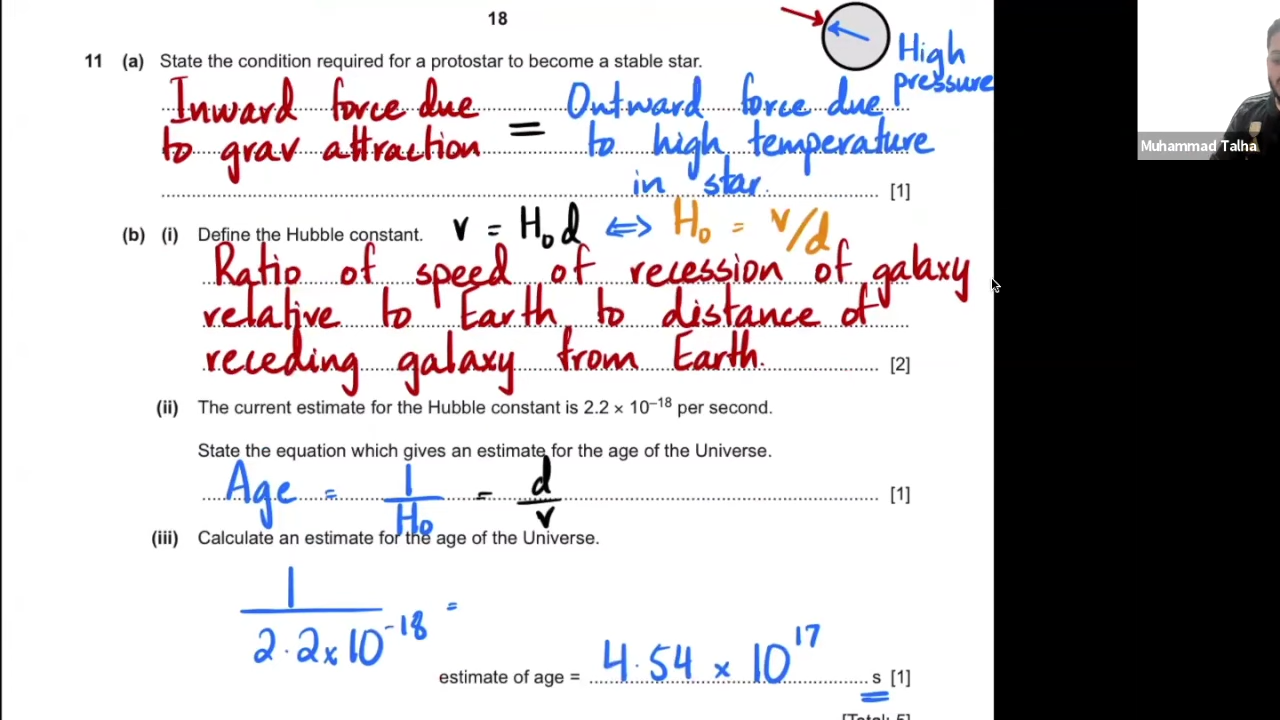 18
11 (a) State the condition required for a protostar to become a stable star.
High
pressure
Inward force due
to grav attraction
=
Outward force due
to high temperature
in star.
[1]
(b) (i) Define the Hubble constant.
v = H₀d ⇔ H₀ = v/d
Ratio of speed of recession of galaxy
relative to Earth to distance of
receding galaxy from Earth.
[2]
(ii) The current estimate for the Hubble constant is 2.2 × 10⁻¹⁸ per second.
State the equation which gives an estimate for the age of the Universe.
Age = 1/H₀ = d/v
[1]
(iii) Calculate an estimate for the age of the Universe.
1/2.2×10⁻¹⁸ =
estimate of age = 4.54 × 10¹⁷ s [1]
[Total: 5]
Muhammad Talha